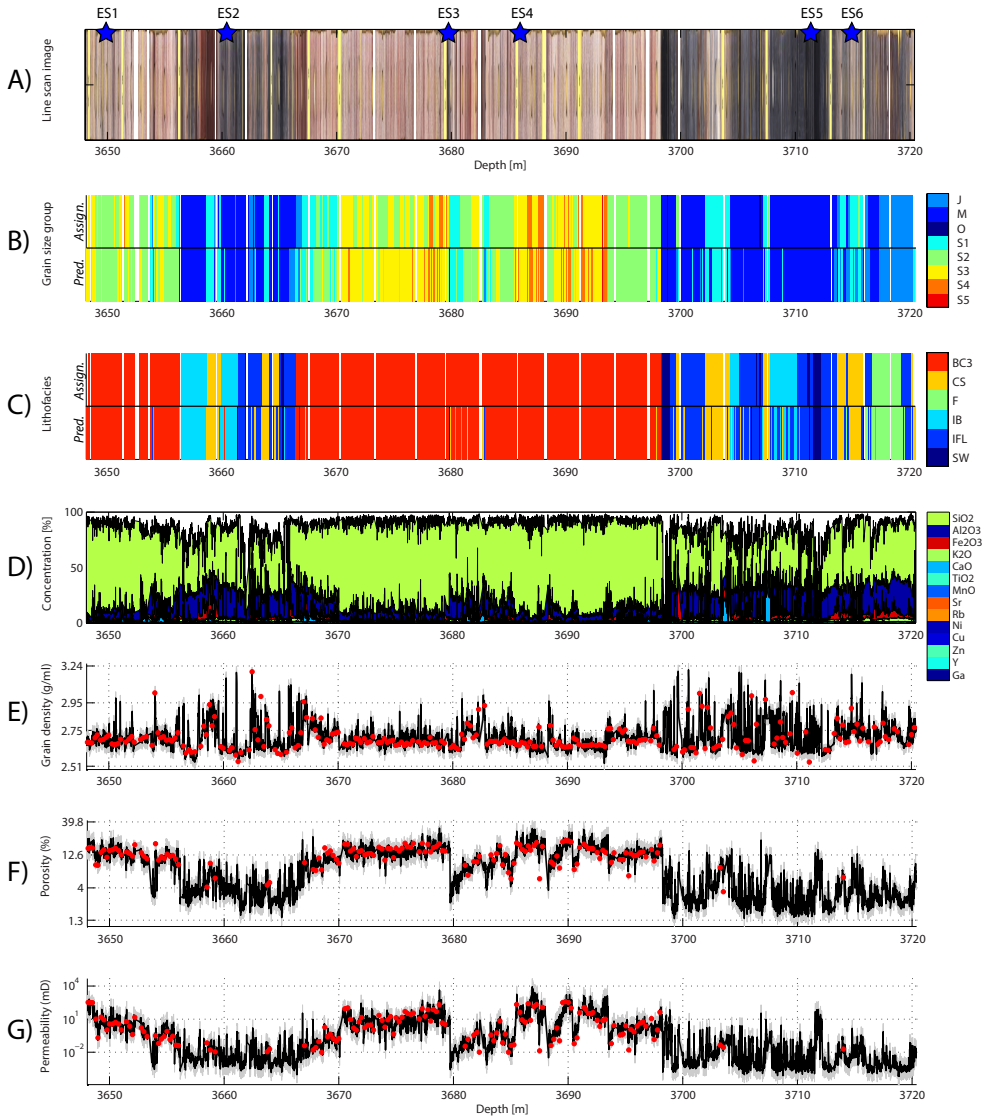 ES1 ES2 ES3 ES4 ES5 ES6
A)
Line scan image
3650 3660 3670 3680 3690 3700 3710 3720
Depth [m]
B)
Grain size group
Assign.
Pred.
J
M
O
S1
S2
S3
S4
S5
3650 3660 3670 3680 3690 3700 3710 3720
C)
Lithofacies
Assign.
Pred.
BC3
CS
F
IB
IFL
SW
3650 3660 3670 3680 3690 3700 3710 3720
D)
Concentration [%]
100
50
0
SiO2
Al2O3
Fe2O3
K2O
CaO
TiO2
MnO
Sr
Rb
Ni
Cu
Zn
Y
Ga
3650 3660 3670 3680 3690 3700 3710 3720
E)
Grain density (g/ml)
3.24
2.95
2.75
2.51
3650 3660 3670 3680 3690 3700 3710 3720
F)
Porosity (%)
39.8
12.6
4
1.3
3650 3660 3670 3680 3690 3700 3710 3720
G)
Permeability (mD)
10⁴
10¹
10⁻²
3650 3660 3670 3680 3690 3700 3710 3720
Depth [m]